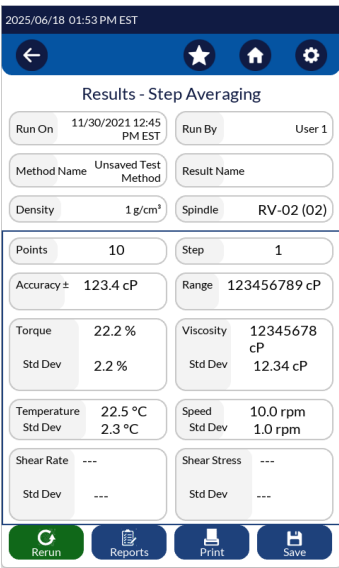 2025/06/18 01:53 PM EST
Results - Step Averaging
Run On 11/30/2021 12:45 PM EST
Run By User 1
Method Name Unsaved Test Method
Result Name
Density 1 g/cm³
Spindle RV-02 (02)
Points 10
Step 1
Accuracy ± 123.4 cP
Range 123456789 cP
Torque 22.2 %
Std Dev 2.2 %
Viscosity 12345678 cP
Std Dev 12.34 cP
Temperature 22.5 °C
Std Dev 2.3 °C
Speed 10.0 rpm
Std Dev 1.0 rpm
Shear Rate ---
Std Dev ---
Shear Stress ---
Std Dev ---
Rerun
Reports
Print
Save